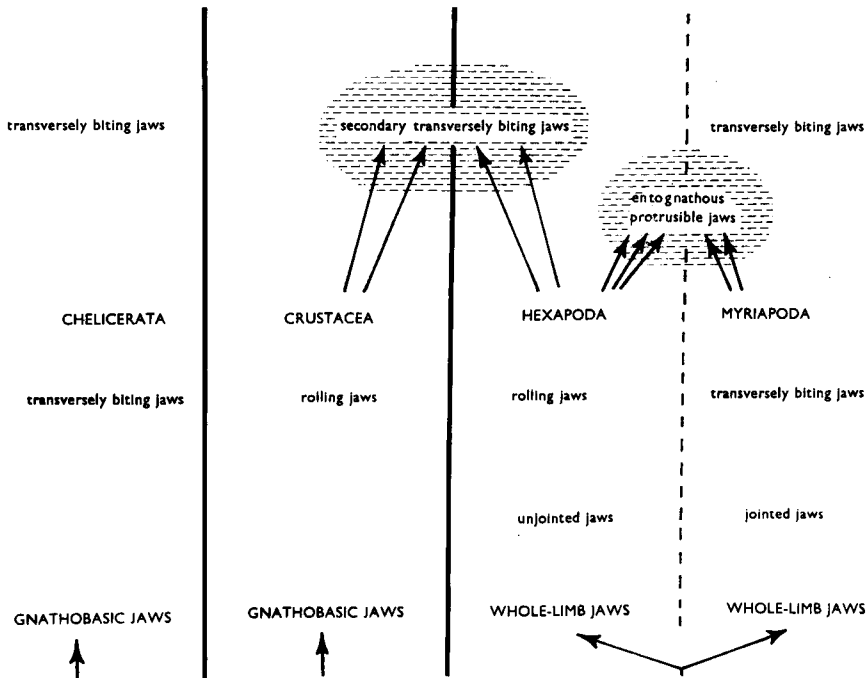 transversely biting jaws
secondary transversely biting jaws
transversely biting jaws
entognathous
protrusible jaws
CHELICERATA
CRUSTACEA
HEXAPODA
MYRIAPODA
transversely biting jaws
rolling jaws
rolling jaws
transversely biting jaws
unjointed jaws
jointed jaws
GNATHOBASIC JAWS
GNATHOBASIC JAWS
WHOLE-LIMB JAWS
WHOLE-LIMB JAWS